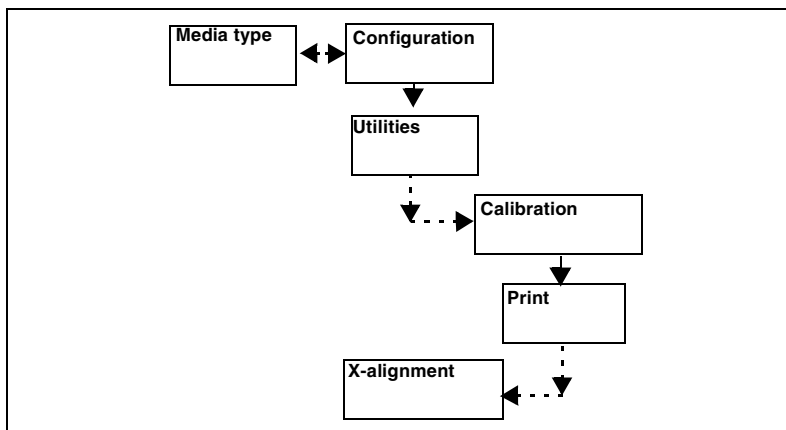 Media type
Configuration
Utilities
Calibration
Print
X-alignment